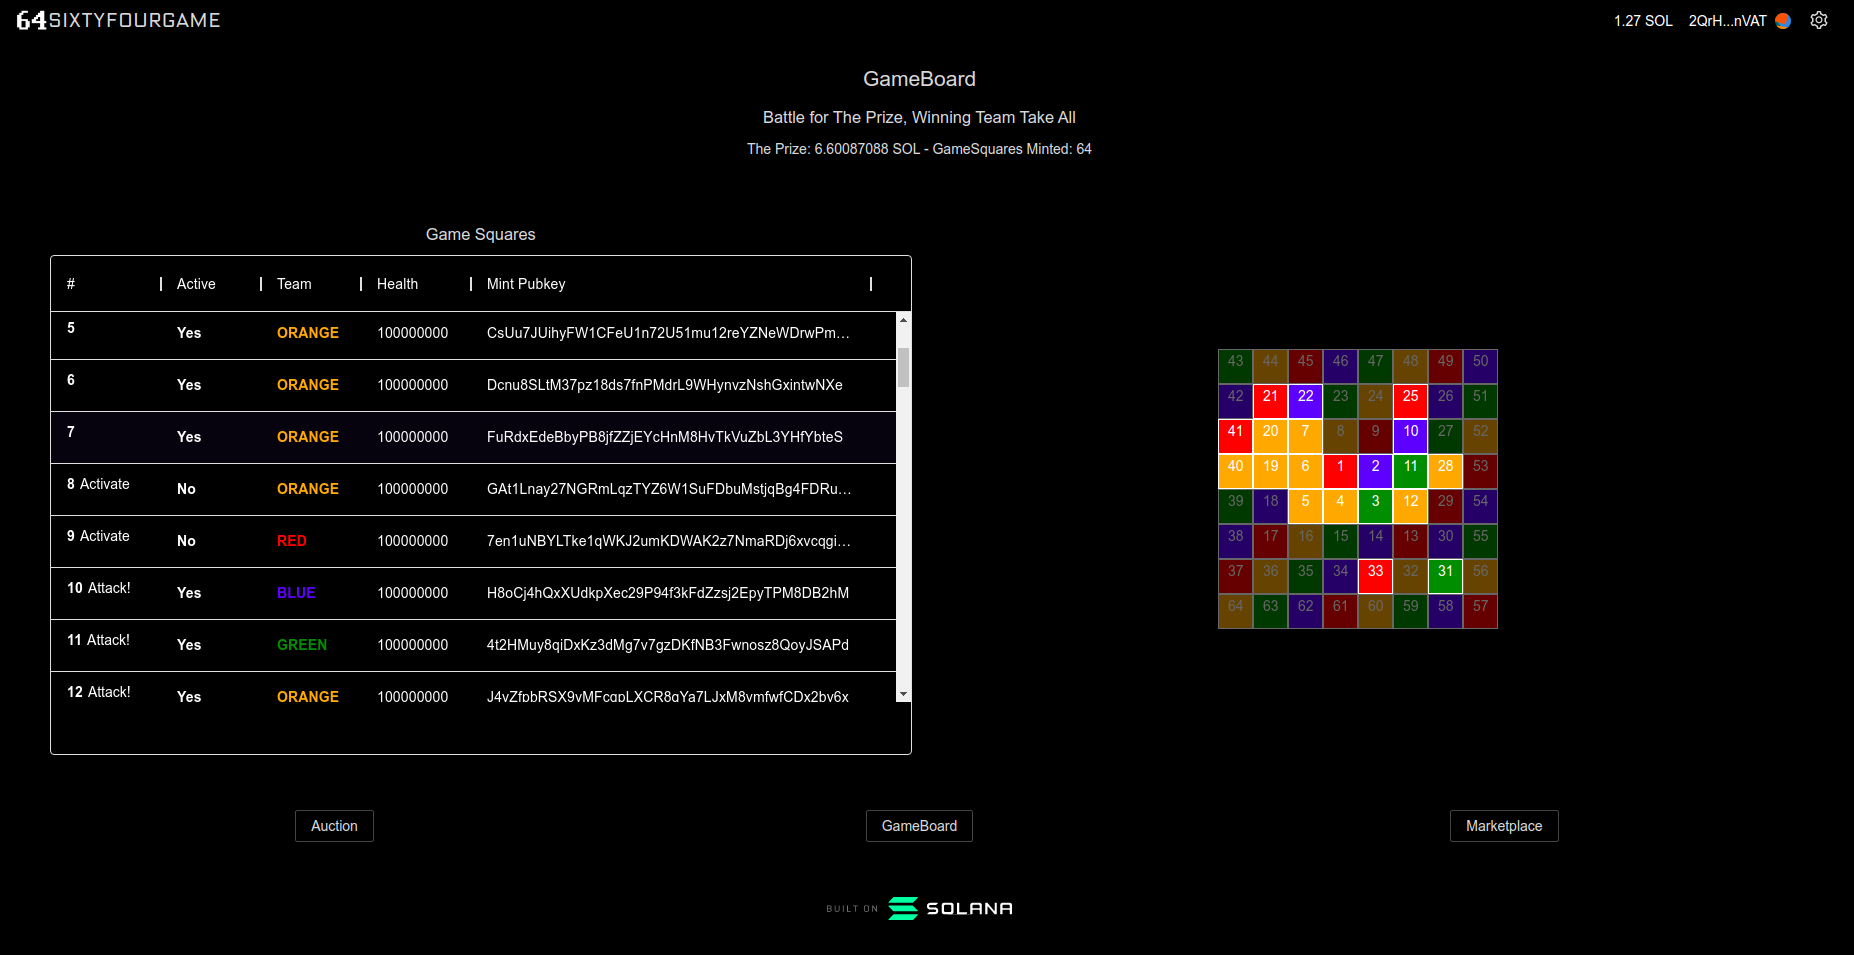 64SIXTYFOURGAME
1.27 SOL 2QrH...nVAT
GameBoard
Battle for The Prize, Winning Team Take All
The Prize: 6.60087088 SOL - GameSquares Minted: 64
Game Squares
# Active Team Health Mint Pubkey
5 Yes ORANGE 100000000 CsUu7JUihyFW1CFeU1n72U51mu12reYZNeWDrwPm…
6 Yes ORANGE 100000000 Dcnu8SLtM37pz18ds7fnPMdrL9WHynvzNshGxintwNXe
7 Yes ORANGE 100000000 FuRdxEdeBbyPB8jfZZjEYcHnM8HvTkVuZbL3YHfYbteS
8 Activate No ORANGE 100000000 GAt1Lnay27NGRmLqzTYZ6W1SuFDbuMstjqBg4FDRu…
9 Activate No RED 100000000 7en1uNBYLTke1qWKJ2umKDWAK2z7NmaRDj6xvcqgi…
10 Attack! Yes BLUE 100000000 H8oCj4hQxXUdkpXec29P94f3kFdZzsj2EpyTPM8DB2hM
11 Attack! Yes GREEN 100000000 4t2HMuy8qiDxKz3dMg7v7gzDKfNB3Fwnosz8QoyJSAPd
12 Attack! Yes ORANGE 100000000 J4vZfpbRSX9vMFcqpLXCR8qYa7LJxM8vmfwfCDx2bv6x
43 44 45 46 47 48 49 50
42 21 22 23 24 25 26 51
41 20 7 8 9 10 27 52
40 19 6 1 2 11 28 53
39 18 5 4 3 12 29 54
38 17 16 15 14 13 30 55
37 36 35 34 33 32 31 56
64 63 62 61 60 59 58 57
Auction
GameBoard
Marketplace
BUILT ON SOLANA